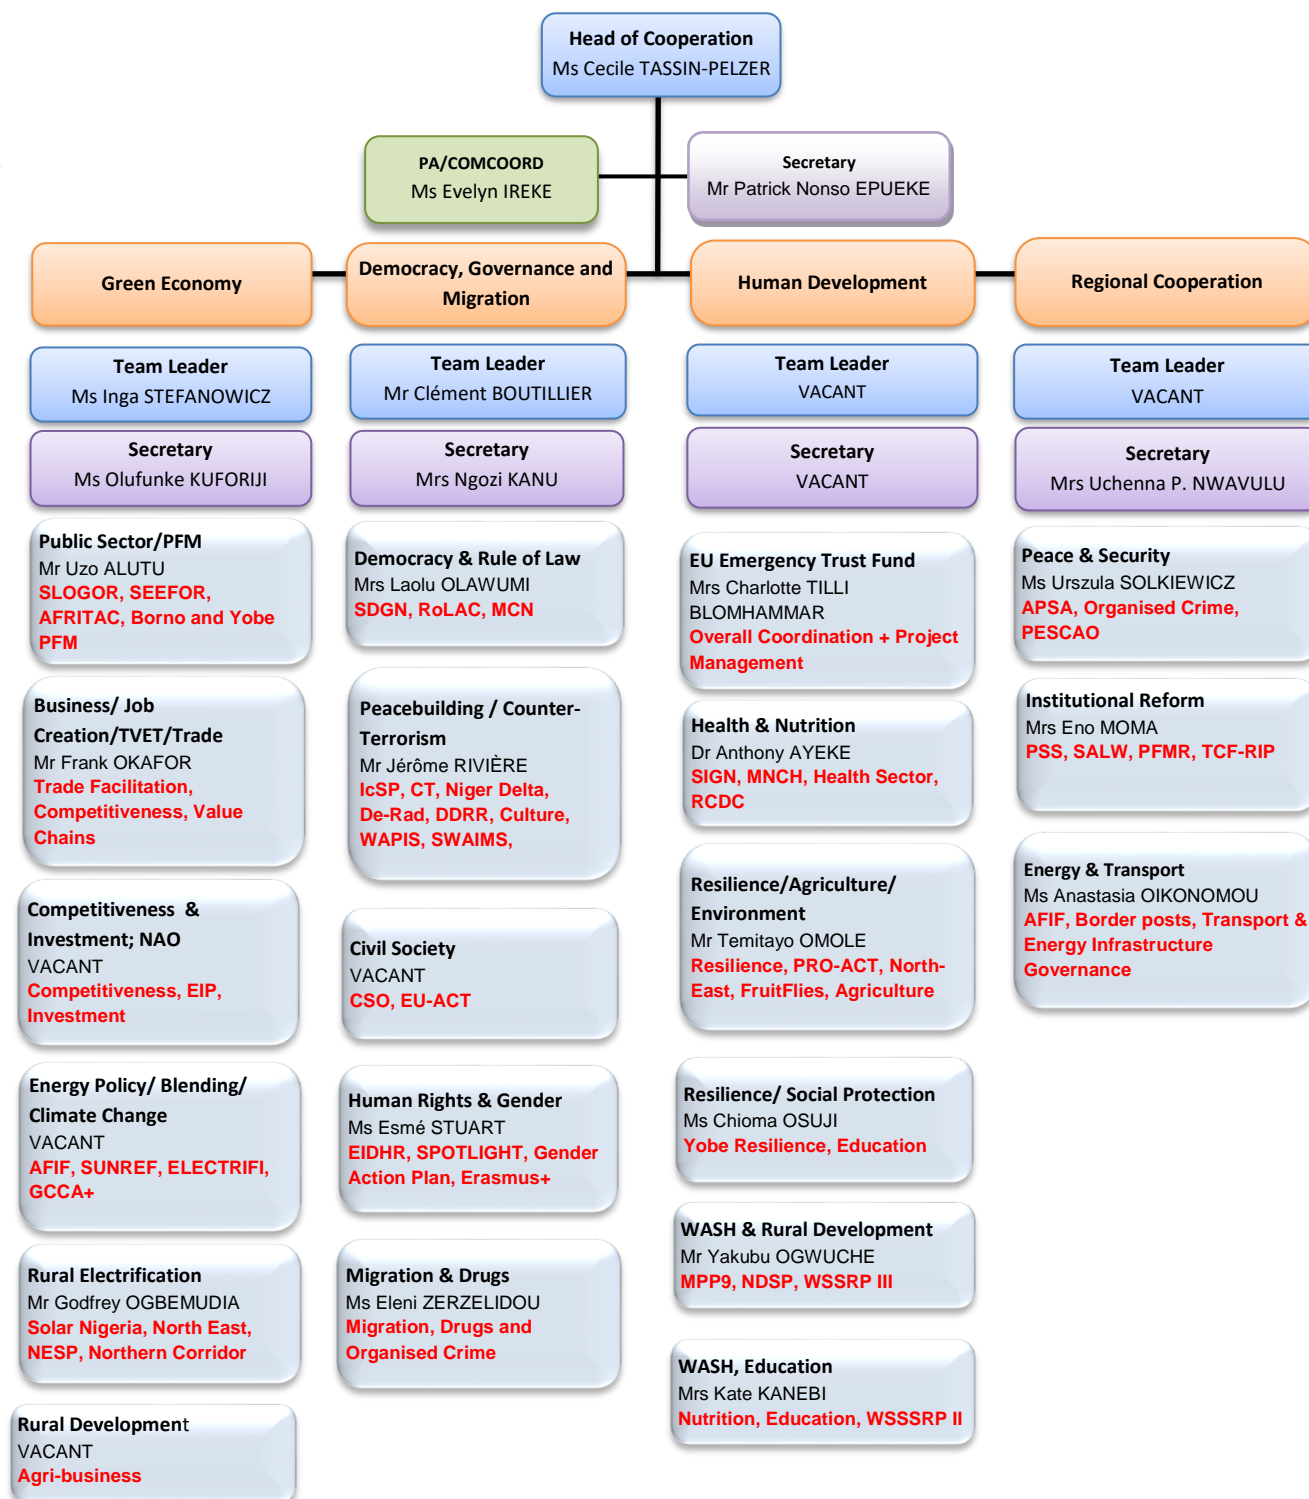 Head of Cooperation
Ms Cecile TASSIN-PELZER
PA/COMCOORD
Ms Evelyn IREKE
Secretary
Mr Patrick Nonso EPUEKE
Green Economy
Democracy, Governance and
Migration
Human Development
Regional Cooperation
Team Leader
Ms Inga STEFANOWICZ
Team Leader
Mr Clément BOUTILLIER
Team Leader
VACANT
Team Leader
VACANT
Secretary
Ms Olufunke KUFORIJI
Secretary
Mrs Ngozi KANU
Secretary
VACANT
Secretary
Mrs Uchenna P. NWAVULU
Public Sector/PFM
Mr Uzo ALUTU
SLOGOR, SEEFOR,
AFRITAC, Borno and Yobe
PFM
Business/ Job
Creation/TVET/Trade
Mr Frank OKAFOR
Trade Facilitation,
Competitiveness, Value
Chains
Competitiveness &
Investment; NAO
VACANT
Competitiveness, EIP,
Investment
Energy Policy/ Blending/
Climate Change
VACANT
AFIF, SUNREF, ELECTRIFI,
GCCA+
Rural Electrification
Mr Godfrey OGBEMUDIA
Solar Nigeria, North East,
NESP, Northern Corridor
Rural Development
VACANT
Agri-business
Democracy & Rule of Law
Mrs Laolu OLAWUMI
SDGN, RoLAC, MCN
Peacebuilding / Counter-
Terrorism
Mr Jérôme RIVIÈRE
IcSP, CT, Niger Delta,
De-Rad, DDRR, Culture,
WAPIS, SWAIMS,
Civil Society
VACANT
CSO, EU-ACT
Human Rights & Gender
Ms Esmé STUART
EIDHR, SPOTLIGHT, Gender
Action Plan, Erasmus+
Migration & Drugs
Ms Eleni ZERZELIDOU
Migration, Drugs and
Organised Crime
EU Emergency Trust Fund
Mrs Charlotte TILLI
BLOMHAMMAR
Overall Coordination + Project
Management
Health & Nutrition
Dr Anthony AYEKE
SIGN, MNCH, Health Sector,
RCDC
Resilience/Agriculture/
Environment
Mr Temitayo OMOLE
Resilience, PRO-ACT, North-
East, FruitFlies, Agriculture
Resilience/ Social Protection
Ms Chioma OSUJI
Yobe Resilience, Education
WASH & Rural Development
Mr Yakubu OGWUCHE
MPP9, NDSP, WSSRP III
WASH, Education
Mrs Kate KANEBI
Nutrition, Education, WSSSRP II
Peace & Security
Ms Urszula SOLKIEWICZ
APSA, Organised Crime,
PESCAO
Institutional Reform
Mrs Eno MOMA
PSS, SALW, PFMR, TCF-RIP
Energy & Transport
Ms Anastasia OIKONOMOU
AFIF, Border posts, Transport &
Energy Infrastructure
Governance